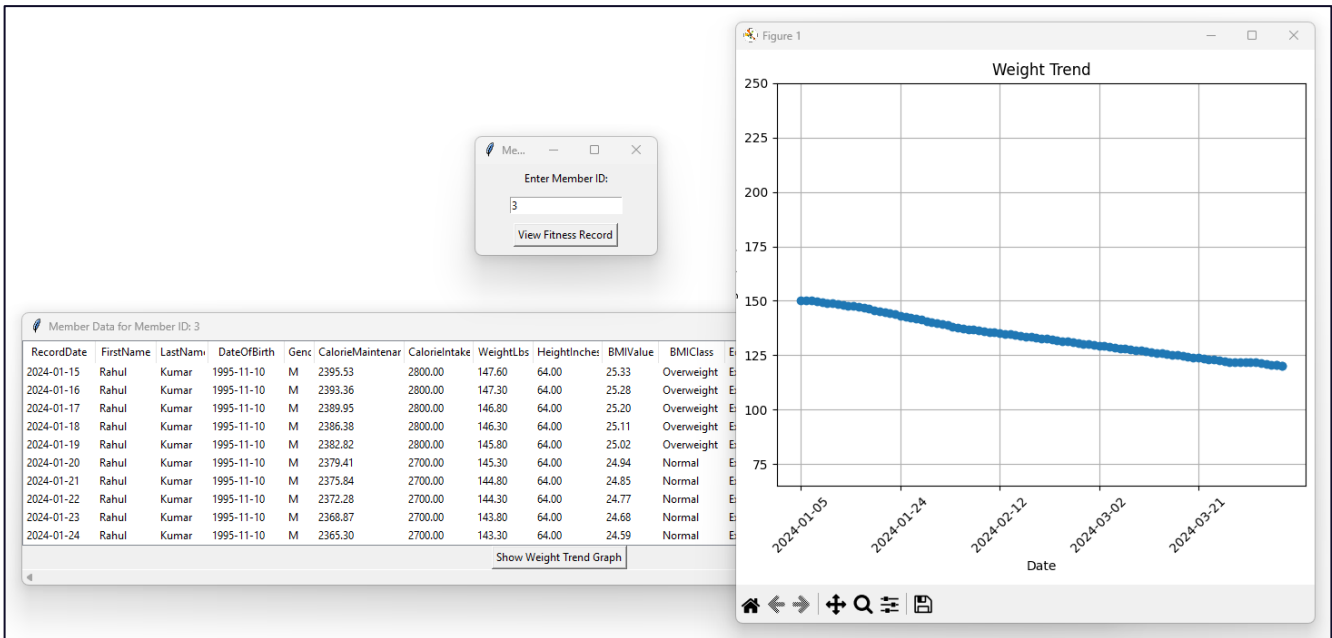 Me...
Enter Member ID:
3
View Fitness Record
Member Data for Member ID: 3
RecordDate FirstName LastNam DateOfBirth Genc CalorieMaintenar CalorieIntake WeightLbs HeightInches BMIValue BMIClass
2024-01-15 Rahul Kumar 1995-11-10 M 2395.53 2800.00 147.60 64.00 25.33 Overweight
2024-01-16 Rahul Kumar 1995-11-10 M 2393.36 2800.00 147.30 64.00 25.28 Overweight
2024-01-17 Rahul Kumar 1995-11-10 M 2389.95 2800.00 146.80 64.00 25.20 Overweight
2024-01-18 Rahul Kumar 1995-11-10 M 2386.38 2800.00 146.30 64.00 25.11 Overweight
2024-01-19 Rahul Kumar 1995-11-10 M 2382.82 2800.00 145.80 64.00 25.02 Overweight
2024-01-20 Rahul Kumar 1995-11-10 M 2379.41 2700.00 145.30 64.00 24.94 Normal
2024-01-21 Rahul Kumar 1995-11-10 M 2375.84 2700.00 144.80 64.00 24.85 Normal
2024-01-22 Rahul Kumar 1995-11-10 M 2372.28 2700.00 144.30 64.00 24.77 Normal
2024-01-23 Rahul Kumar 1995-11-10 M 2368.87 2700.00 143.80 64.00 24.68 Normal
2024-01-24 Rahul Kumar 1995-11-10 M 2365.30 2700.00 143.30 64.00 24.59 Normal
Show Weight Trend Graph
Figure 1
Weight Trend
250
225
200
175
150
125
100
75
2024-01-05
2024-01-24
2024-02-12
2024-03-02
2024-03-21
Date